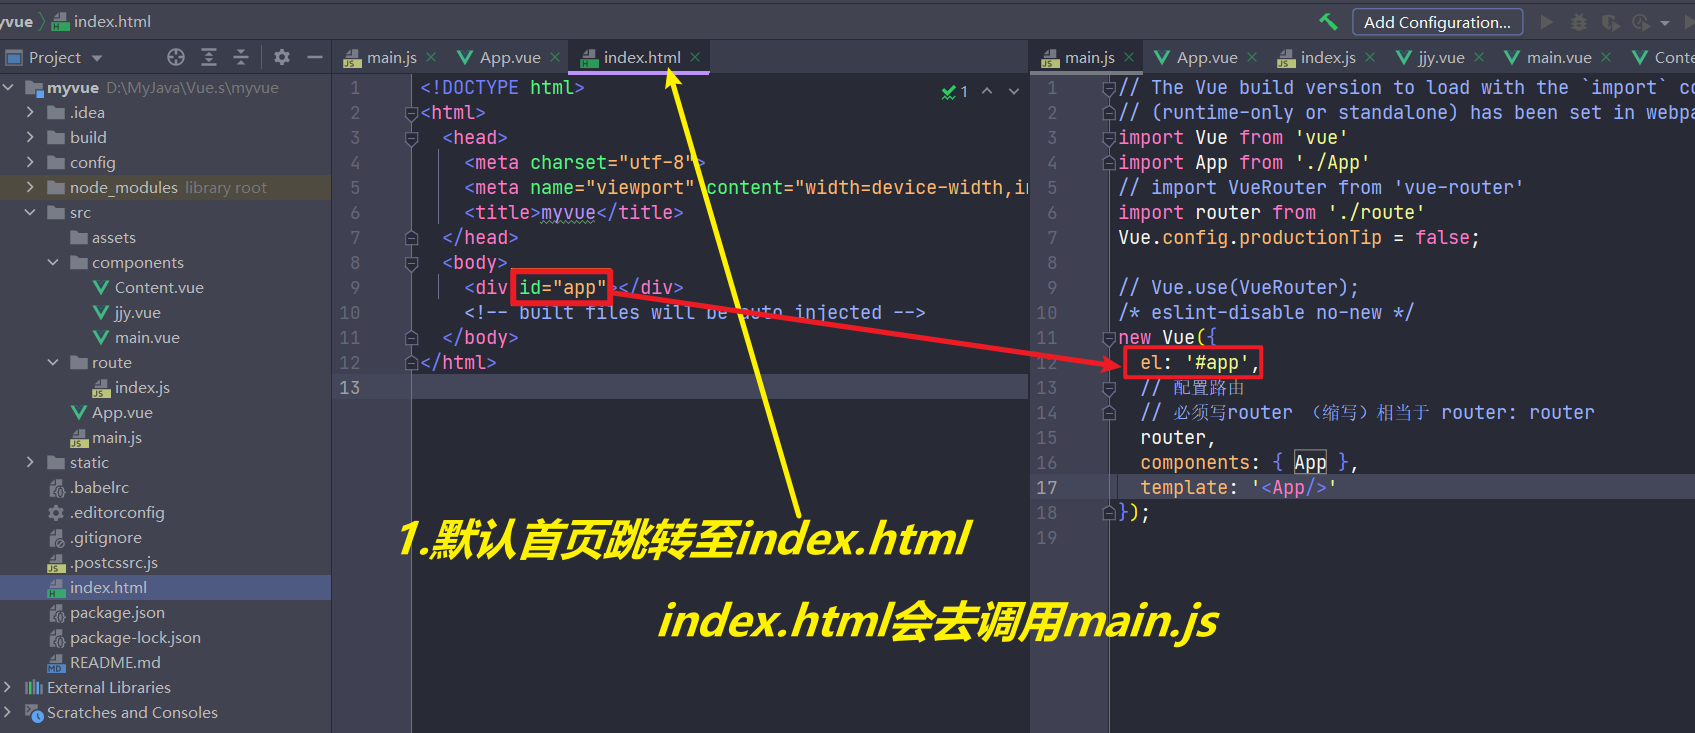 yvue index.html
Add Configuration...
Project
main.js App.vue index.html
main.js App.vue index.js jjy.vue main.vue Conte
myvue D:\MyJava\Vue.s\myvue
.idea
build
config
node_modules library root
src
assets
components
Content.vue
jjy.vue
main.vue
route
index.js
App.vue
main.js
static
.babelrc
.editorconfig
.gitignore
.postcssrc.js
index.html
package.json
package-lock.json
README.md
External Libraries
Scratches and Consoles
1
1 <!DOCTYPE html>
2 <html>
3 <head>
4 <meta charset="utf-8">
5 <meta name="viewport" content="width=device-width,in
6 <title>myvue</title>
7 </head>
8 <body>
9 <div id="app"></div>
10 <!-- built files will be auto injected -->
11 </body>
12 </html>
13
1 // The Vue build version to load with the `import` co
2 // (runtime-only or standalone) has been set in webpa
3 import Vue from 'vue'
4 import App from './App'
5 // import VueRouter from 'vue-router'
6 import router from './route'
7 Vue.config.productionTip = false;
8
9 // Vue.use(VueRouter);
10 /* eslint-disable no-new */
11 new Vue({
12 el: '#app',
13 // 配置路由
14 // 必须写router （缩写）相当于 router: router
15 router,
16 components: { App },
17 template: '<App/>'
18 });
19
1.默认首页跳转至index.html
index.html会去调用main.js